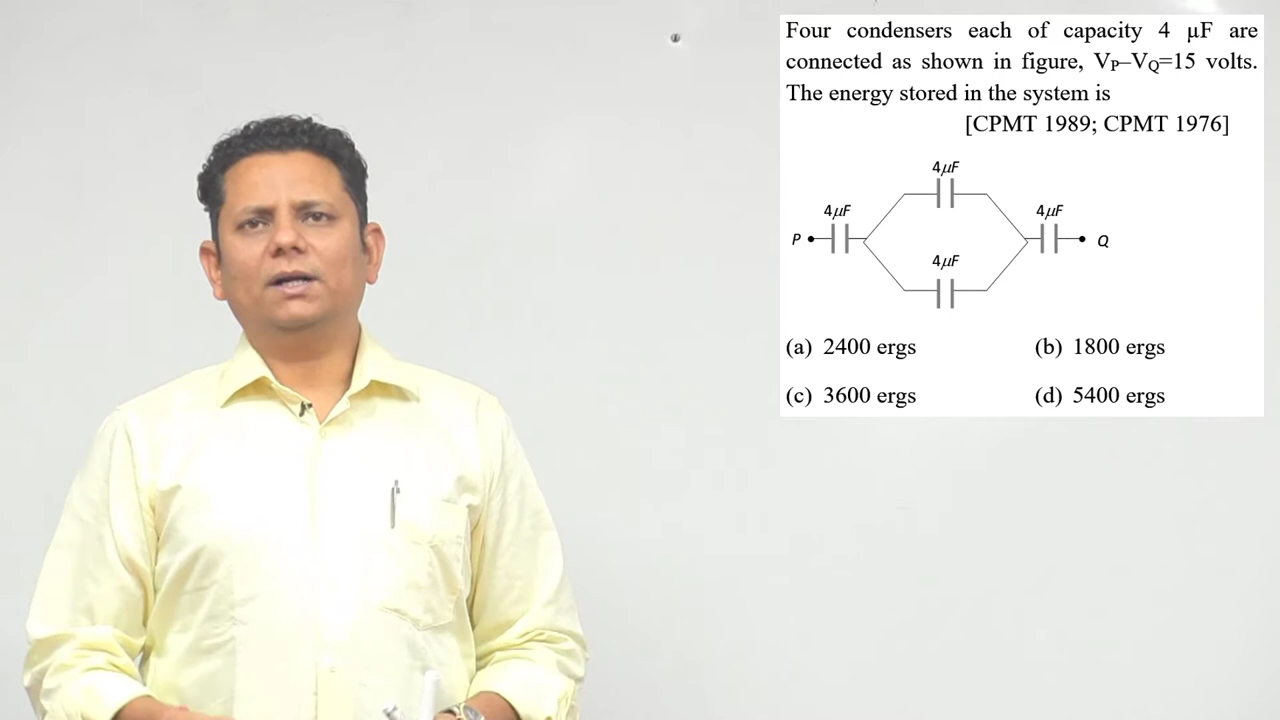 Four condensers each of capacity 4 µF are
connected as shown in figure, VP–VQ=15 volts.
The energy stored in the system is
[CPMT 1989; CPMT 1976]
4µF
4µF
4µF
P
Q
4µF
(a) 2400 ergs
(b) 1800 ergs
(c) 3600 ergs
(d) 5400 ergs